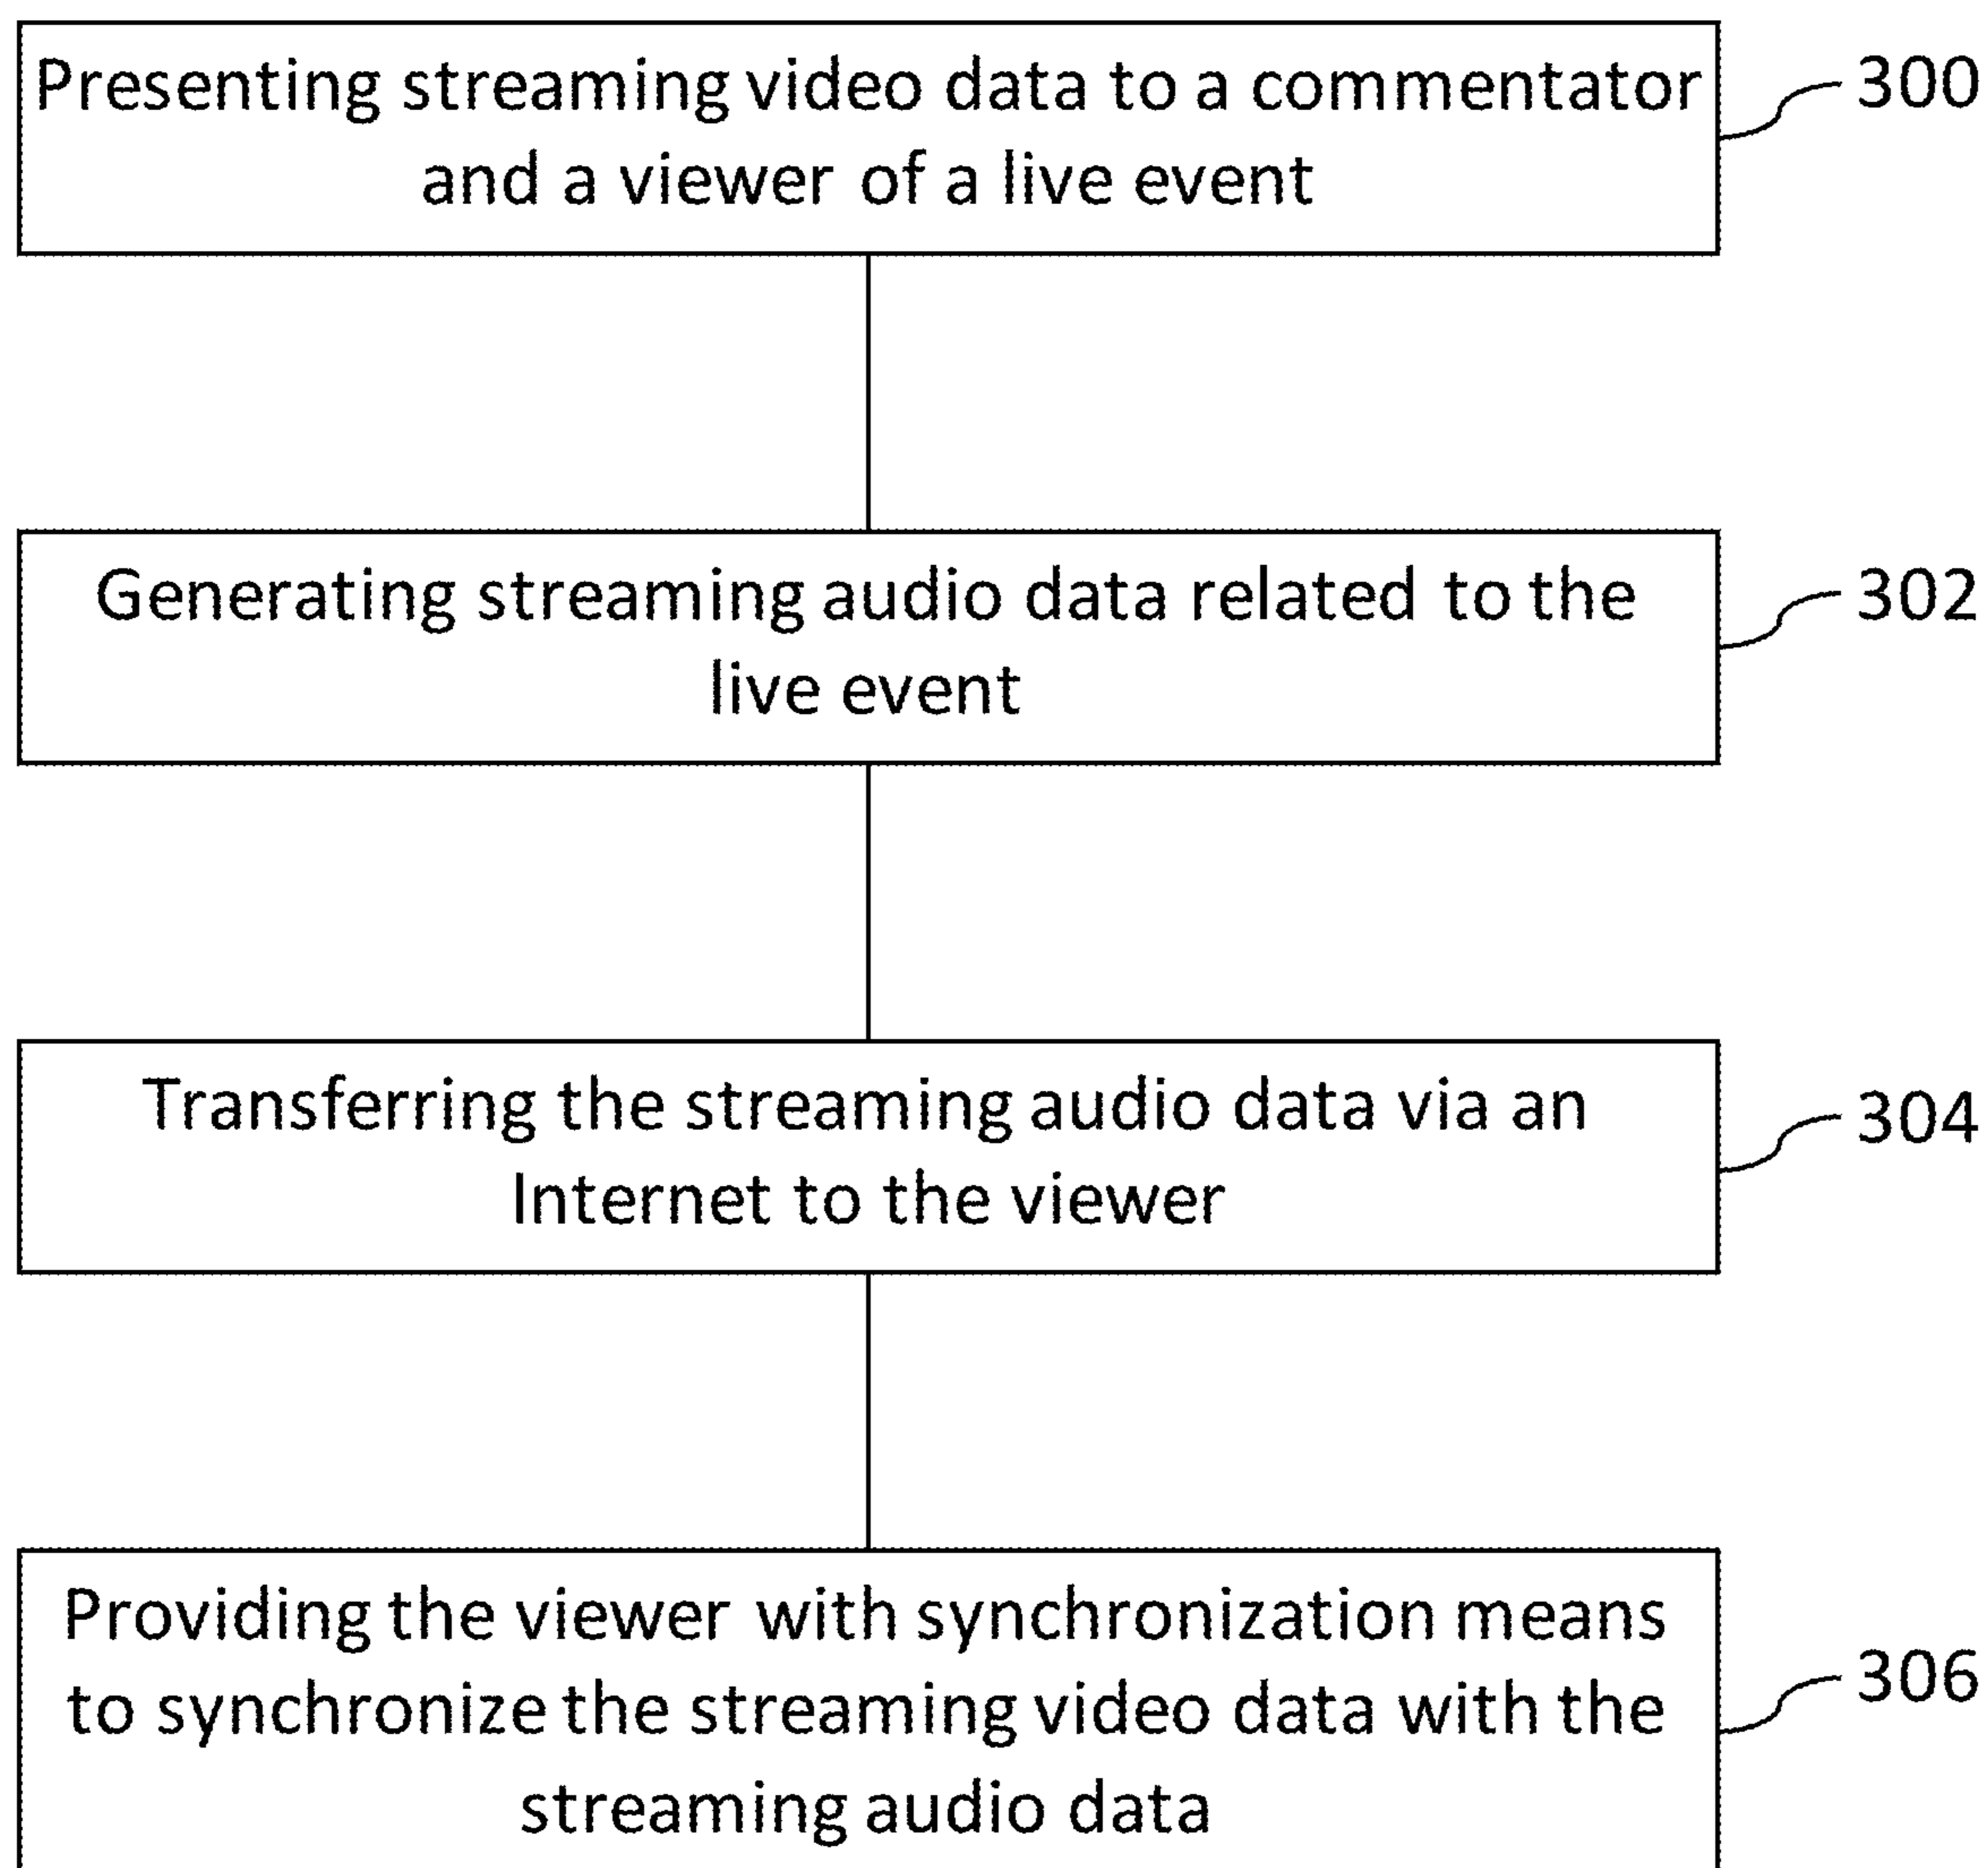 Presenting streaming video data to a commentator
and a viewer of a live event
300
Generating streaming audio data related to the
live event
302
Transferring the streaming audio data via an
Internet to the viewer
304
Providing the viewer with synchronization means
to synchronize the streaming video data with the
streaming audio data
306